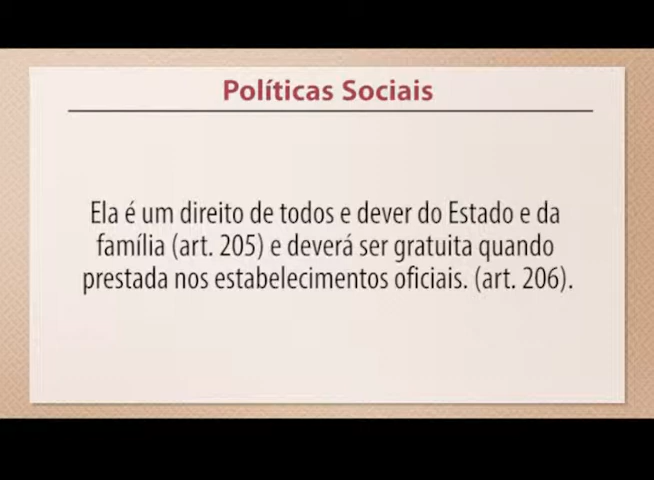 Políticas Sociais
Ela é um direito de todos e dever do Estado e da
família (art. 205) e deverá ser gratuita quando
prestada nos estabelecimentos oficiais. (art. 206).